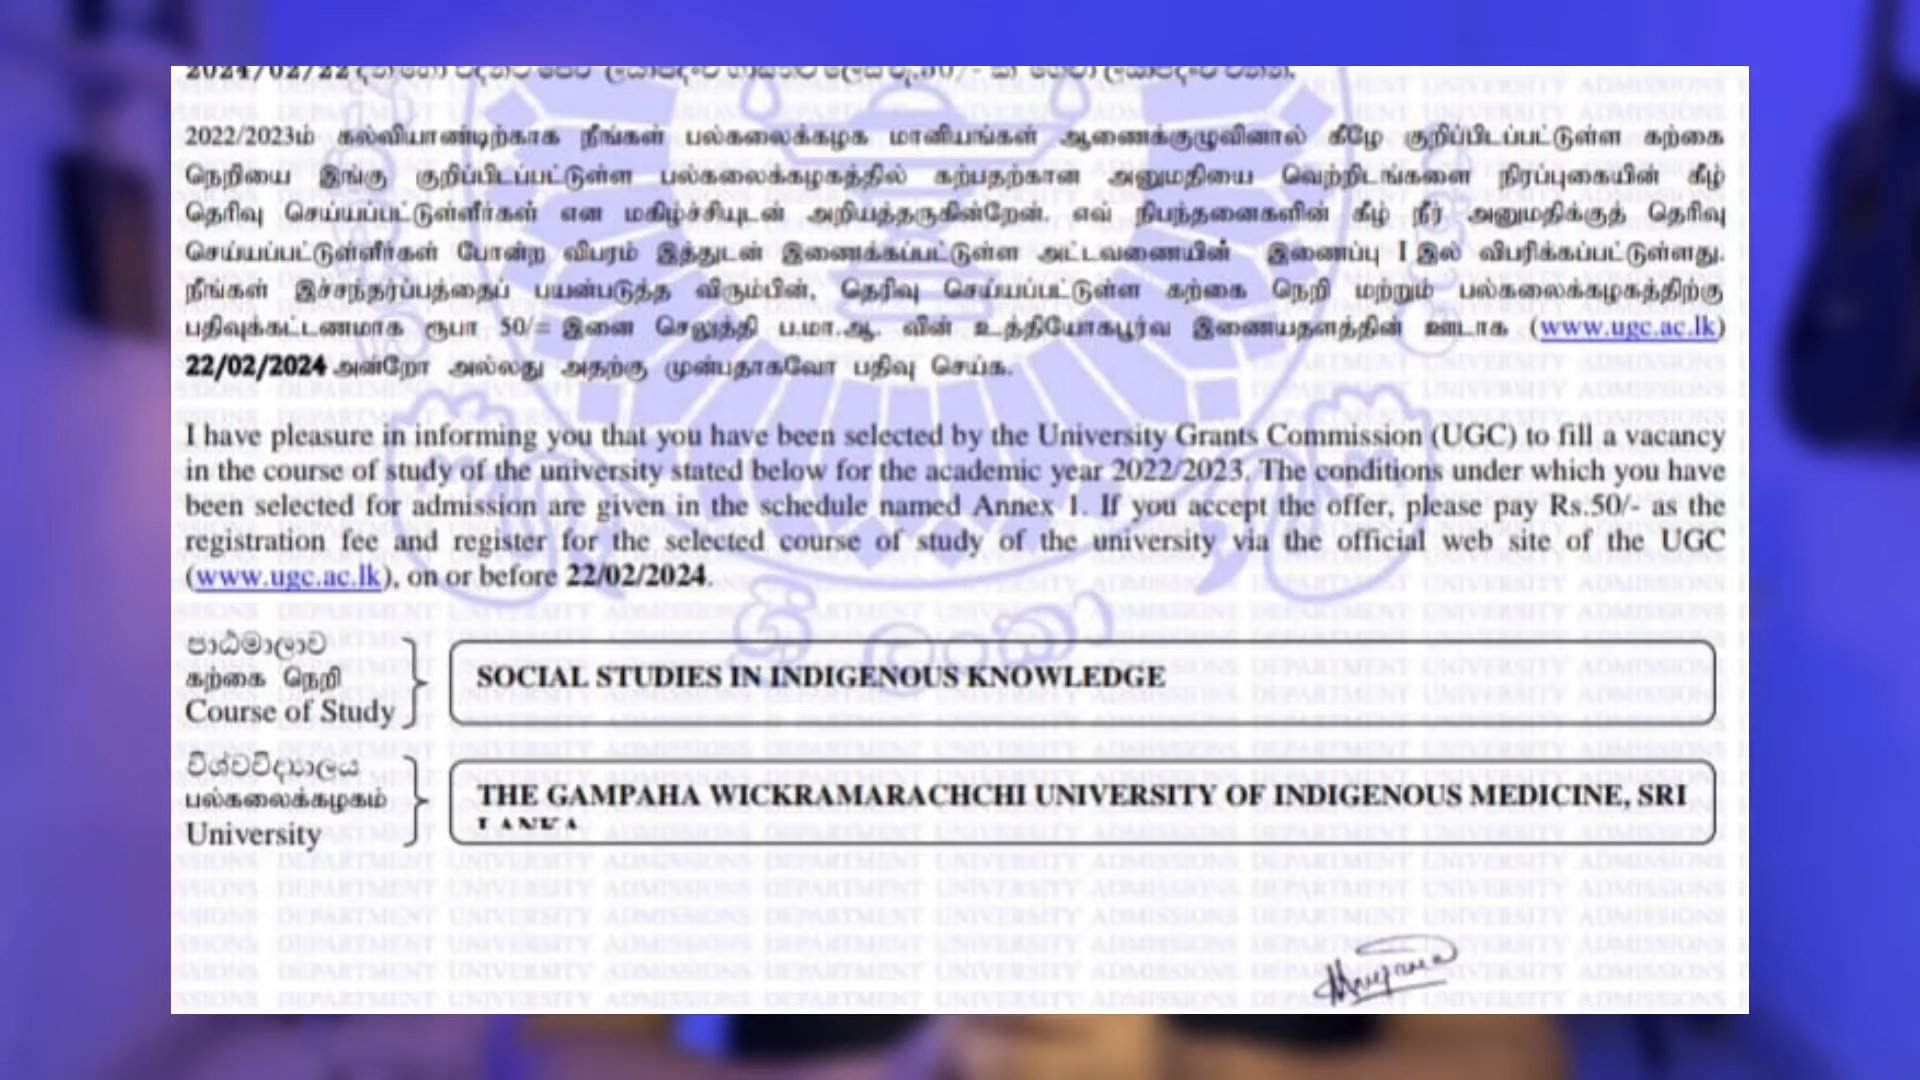 2022/2023ம் கல்வியாண்டிற்காக நீங்கள் பல்கலைக்கழக மானியங்கள் ஆணைக்குழுவினால் கீழே குறிப்பிடப்பட்டுள்ள கற்கை
நெறியை இங்கு குறிப்பிடப்பட்டுள்ள பல்கலைக்கழகத்தில் கற்பதற்கான அனுமதியை வெற்றிடங்களை நிரப்புகையின் கீழ்
தெரிவு செய்யப்பட்டுள்ளீர்கள் என மகிழ்ச்சியுடன் அறியத்தருகின்றேன். எவ் நிபந்தனைகளின் கீழ் நீர் அனுமதிக்குத் தெரிவு
செய்யப்பட்டுள்ளீர்கள் போன்ற விபரம் இத்துடன் இணைக்கப்பட்டுள்ள அட்டவணையின் இணைப்பு I இல் விபரிக்கப்பட்டுள்ளது.
நீங்கள் இச்சந்தர்ப்பத்தைப் பயன்படுத்த விரும்பின், தெரிவு செய்யப்பட்டுள்ள கற்கை நெறி மற்றும் பல்கலைக்கழகத்திற்கு
பதிவுக்கட்டணமாக ரூபா 50/= இனை செலுத்தி ப.மா.ஆ. வின் உத்தியோகபூர்வ இணையதளத்தின் ஊடாக (www.ugc.ac.lk)
22/02/2024 அன்றோ அல்லது அதற்கு முன்பதாகவோ பதிவு செய்க.
I have pleasure in informing you that you have been selected by the University Grants Commission (UGC) to fill a vacancy
in the course of study of the university stated below for the academic year 2022/2023. The conditions under which you have
been selected for admission are given in the schedule named Annex 1. If you accept the offer, please pay Rs.50/- as the
registration fee and register for the selected course of study of the university via the official web site of the UGC
(www.ugc.ac.lk), on or before 22/02/2024.
පාඨමාලාව
கற்கை நெறி
Course of Study
SOCIAL STUDIES IN INDIGENOUS KNOWLEDGE
විශ්වවිද්‍යාලය
பல்கலைக்கழகம்
University
THE GAMPAHA WICKRAMARACHCHI UNIVERSITY OF INDIGENOUS MEDICINE, SRI
LANKA
ශ්‍රී ලංකා
UNIVERSITY ADMISSIONS DEPARTMENT